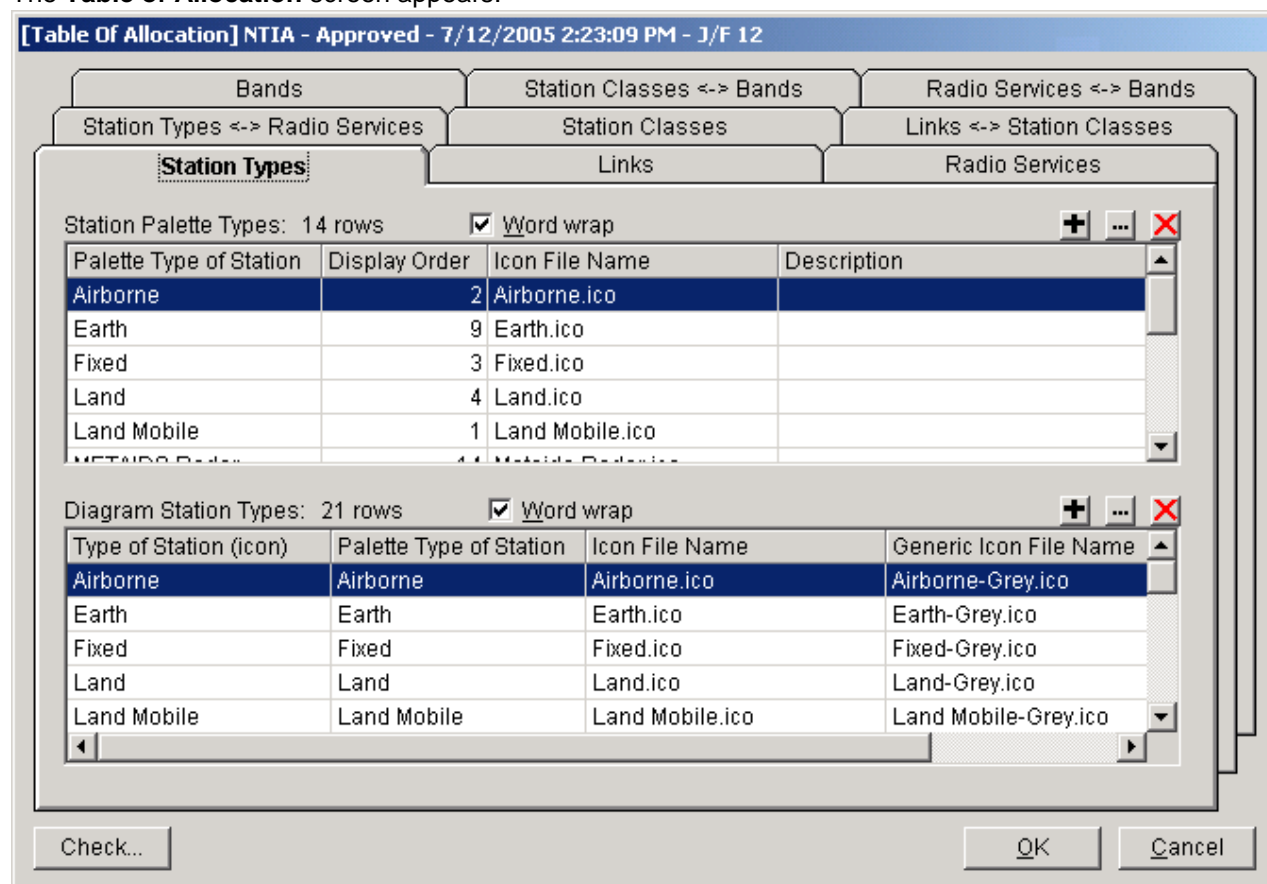 The Table of Allocation screen appears.
[Table Of Allocation] NTIA - Approved - 7/12/2005 2:23:09 PM - J/F 12
Bands Station Classes <-> Bands Radio Services <-> Bands
Station Types <-> Radio Services Station Classes Links <-> Station Classes
Station Types Links Radio Services
Station Palette Types: 14 rows Word wrap
Palette Type of Station Display Order Icon File Name Description
Airborne 2 Airborne.ico
Earth 9 Earth.ico
Fixed 3 Fixed.ico
Land 4 Land.ico
Land Mobile 1 Land Mobile.ico
Diagram Station Types: 21 rows Word wrap
Type of Station (icon) Palette Type of Station Icon File Name Generic Icon File Name
Airborne Airborne Airborne.ico Airborne-Grey.ico
Earth Earth Earth.ico Earth-Grey.ico
Fixed Fixed Fixed.ico Fixed-Grey.ico
Land Land Land.ico Land-Grey.ico
Land Mobile Land Mobile Land Mobile.ico Land Mobile-Grey.ico
Check... OK Cancel